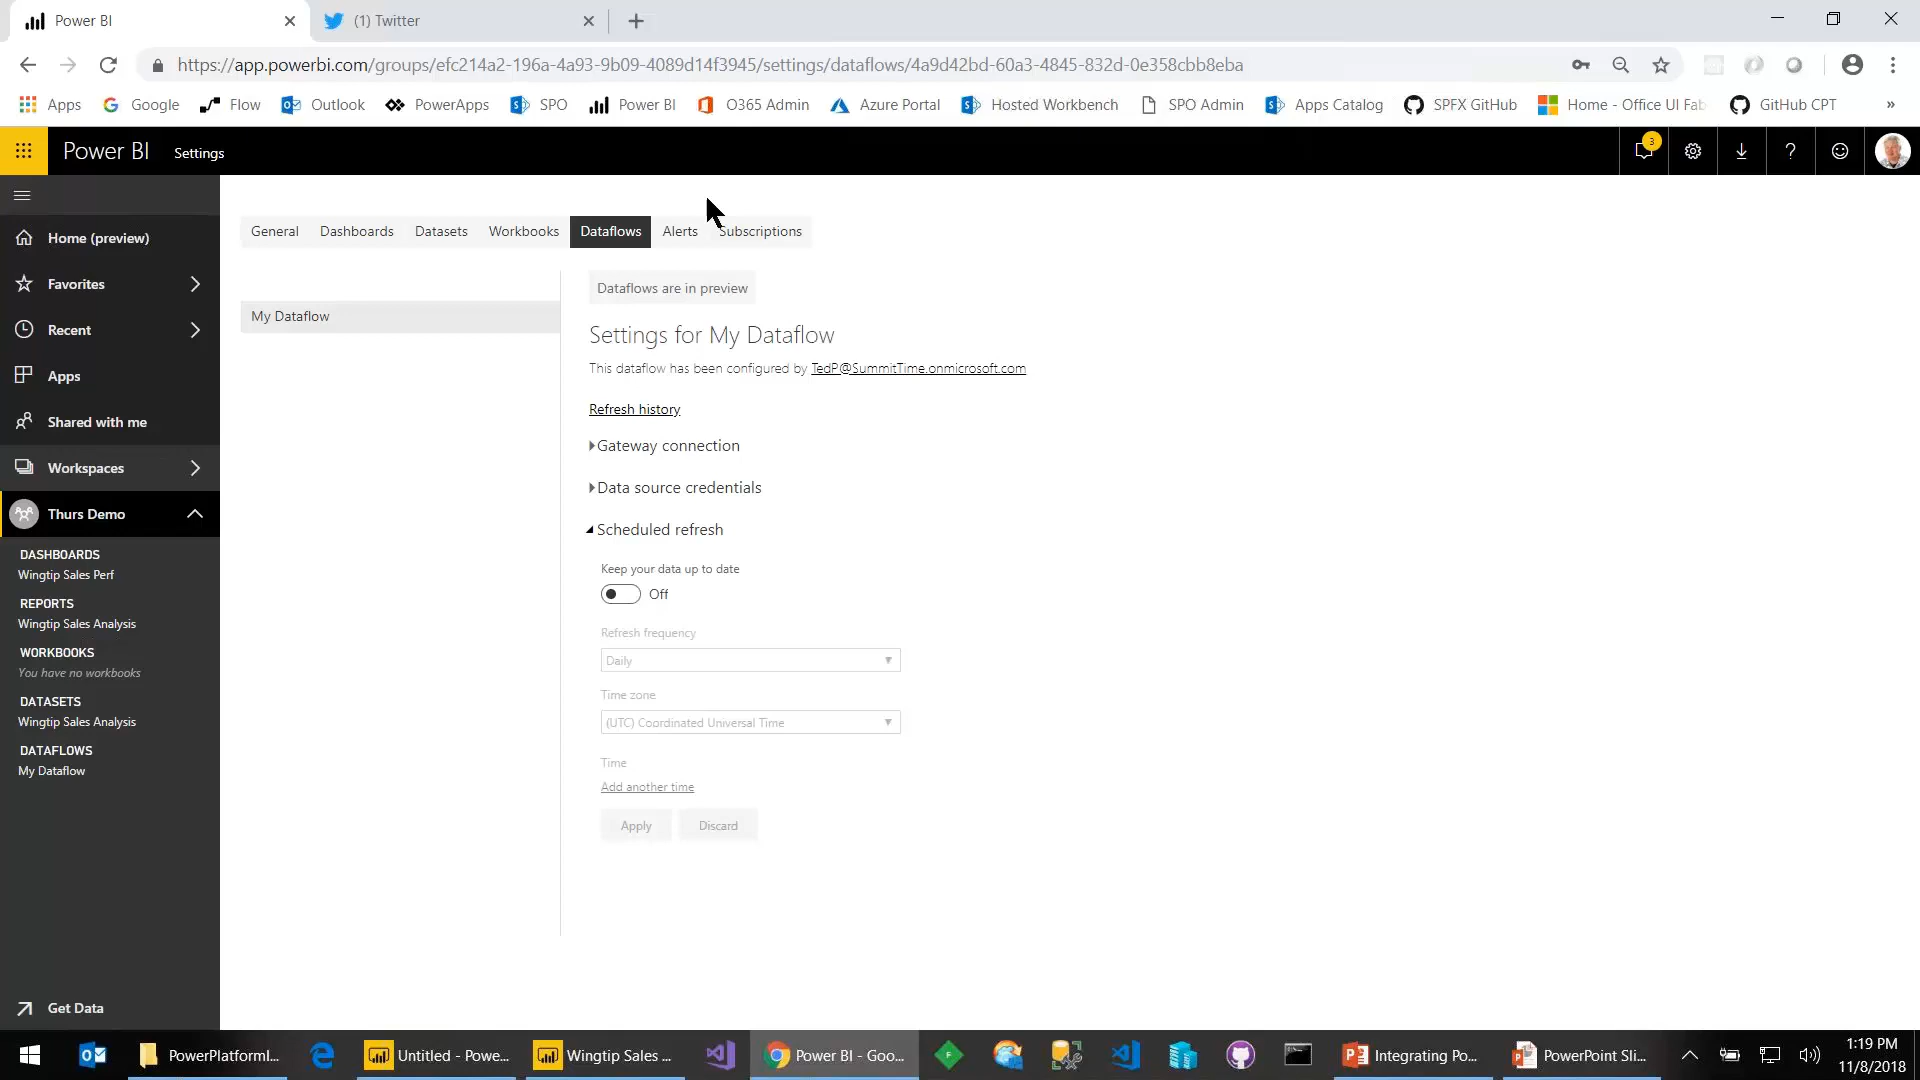 Power BI
(1) Twitter
https://app.powerbi.com/groups/efc214a2-196a-4a93-9b09-4089d14f3945/settings/dataflows/4a9d42bd-60a3-4845-832d-0e358cbb8eba
Apps Google Flow Outlook PowerApps SPO Power BI O365 Admin Azure Portal Hosted Workbench SPO Admin Apps Catalog SPFX GitHub Home - Office UI Fab GitHub CPT »
Power BI Settings 3 ?
General Dashboards Datasets Workbooks Dataflows Alerts Subscriptions
Home (preview)
Favorites
Recent
Apps
Shared with me
Workspaces
Thurs Demo
DASHBOARDS
Wingtip Sales Perf
REPORTS
Wingtip Sales Analysis
WORKBOOKS
You have no workbooks
DATASETS
Wingtip Sales Analysis
DATAFLOWS
My Dataflow
Get Data
My Dataflow
Dataflows are in preview
Settings for My Dataflow
This dataflow has been configured by TedP@SummitTime.onmicrosoft.com
Refresh history
Gateway connection
Data source credentials
Scheduled refresh
Keep your data up to date
Off
Refresh frequency
Daily
Time zone
(UTC) Coordinated Universal Time
Time
Add another time
Apply Discard
PowerPlatformI... Untitled - Powe... Wingtip Sales ... Power BI - Goo... F Integrating Po... PowerPoint Sli...
1:19 PM
11/8/2018